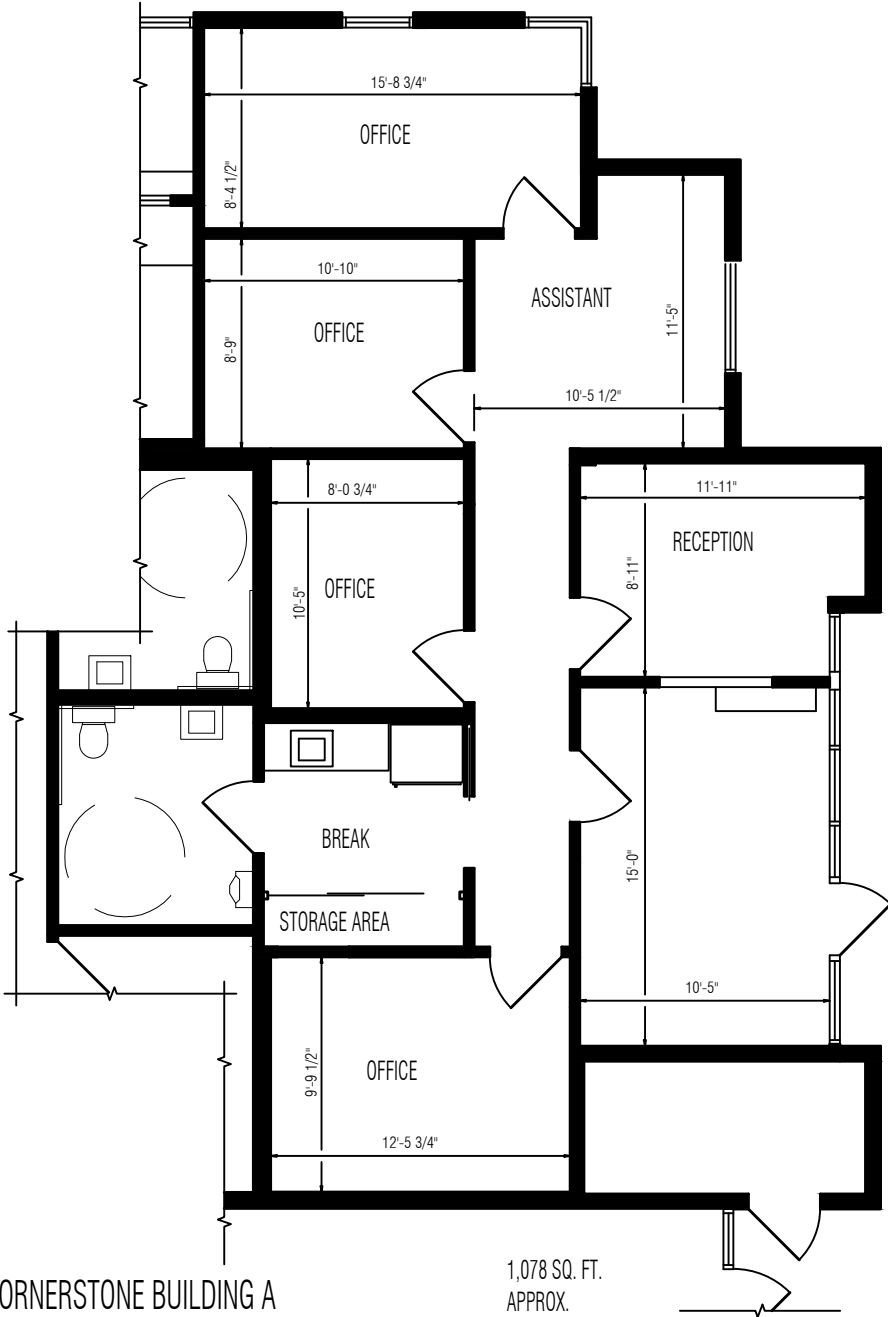 15'-8 3/4"
OFFICE
8'-4 1/2"
10'-10"
OFFICE
8'-9"
ASSISTANT
11'-5"
10'-5 1/2"
8'-0 3/4"
OFFICE
10'-5"
11'-11"
RECEPTION
8'-11"
BREAK
STORAGE AREA
15'-0"
10'-5"
OFFICE
9'-9 1/2"
12'-5 3/4"
ORNERSTONE BUILDING A
1,078 SQ. FT.
APPROX.